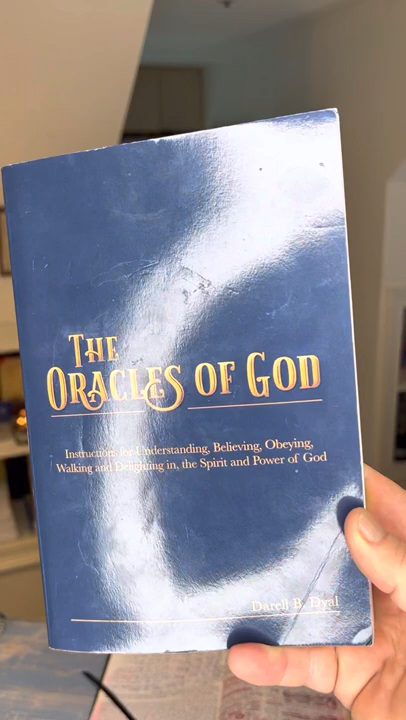 THE
ORACLES OF GOD
Instructions for Understanding, Believing, Obeying,
Walking and Delighting in, the Spirit and Power of God
Darell B. Dyal